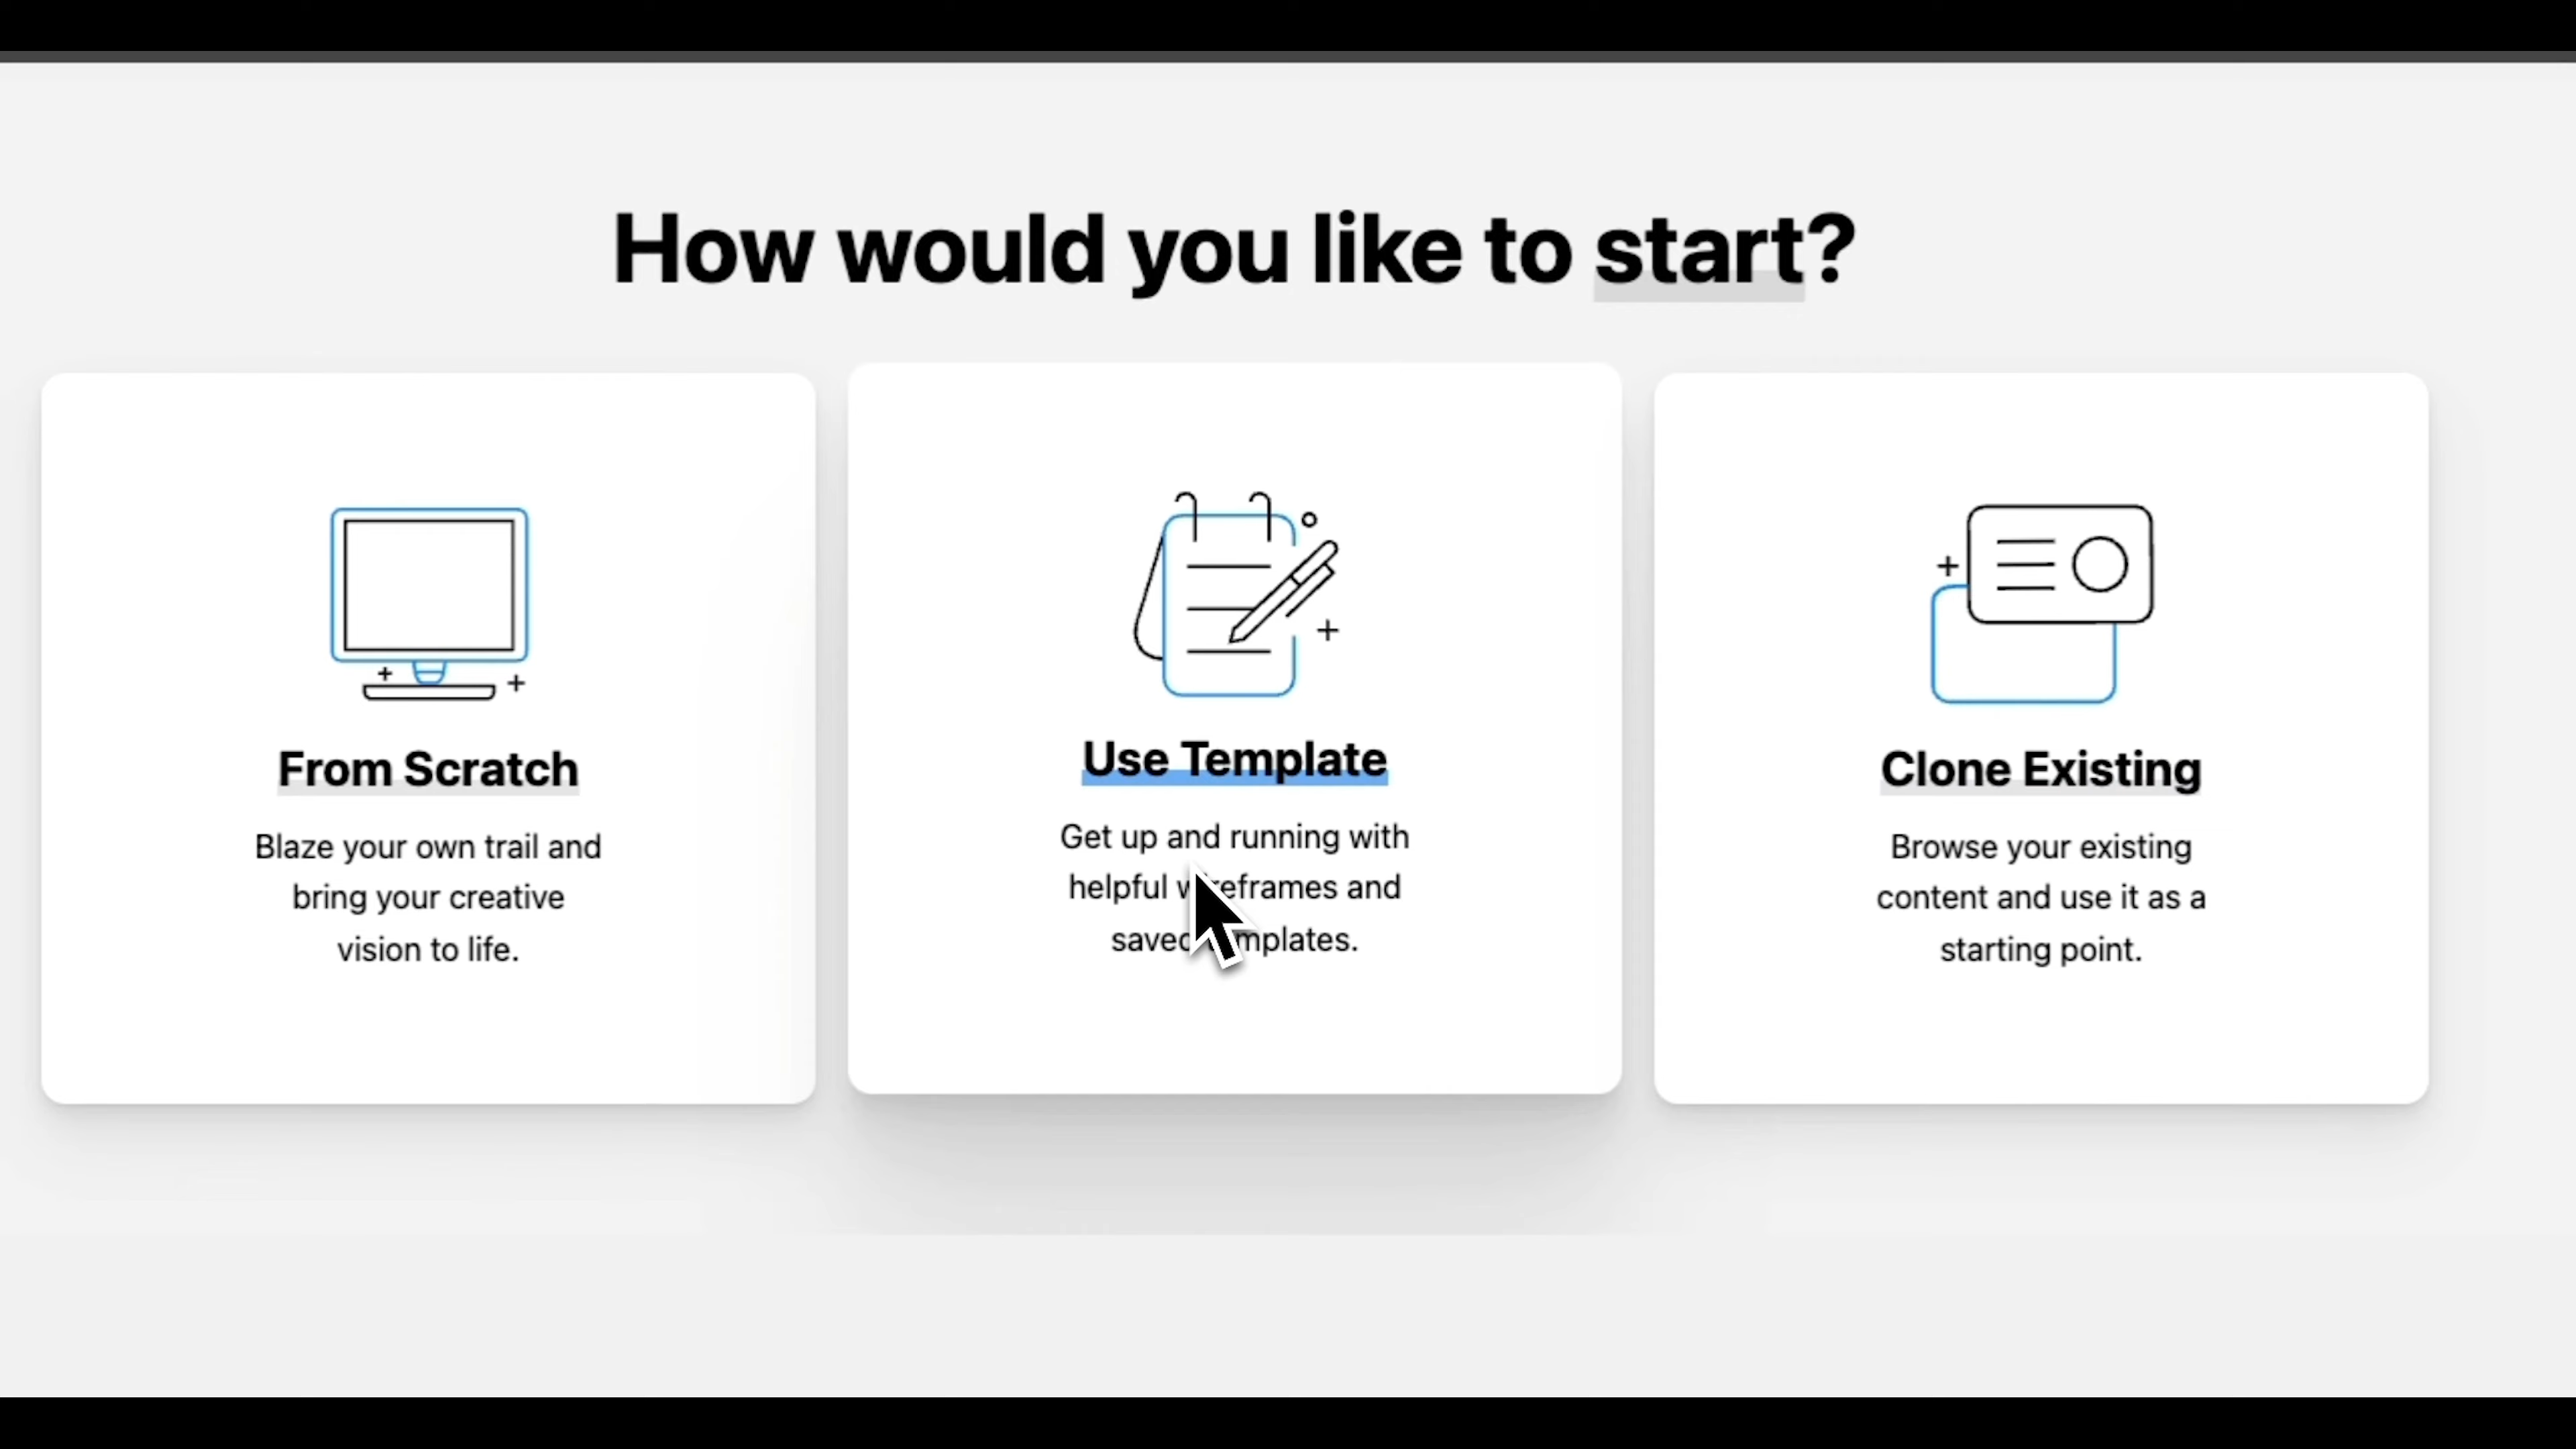 How would you like to start?
From Scratch
Blaze your own trail and
bring your creative
vision to life.
Use Template
Get up and running with
helpful and
Clone Existing
Browse your existing
content and use it as a
starting point.